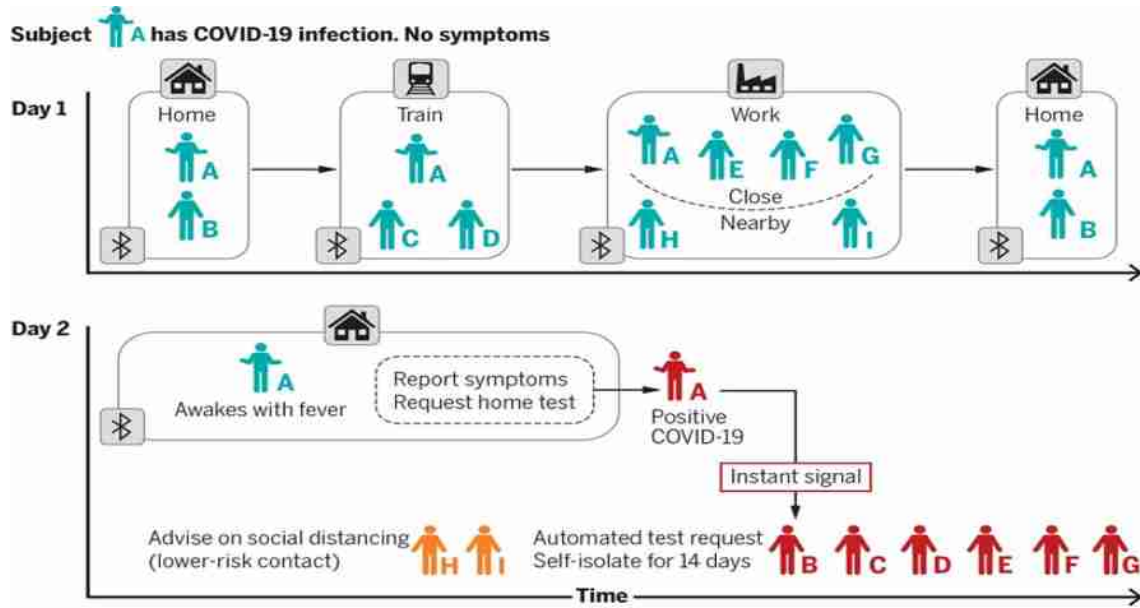 Subject A has COVID-19 infection. No symptoms
Day 1
Home
A
B
Train
A
C D
Work
A E F G
Close
Nearby
H I
Home
A
B
Day 2
A
Awakes with fever
Report symptoms
Request home test
A
Positive
COVID-19
Instant signal
Advise on social distancing
(lower-risk contact)
H I
Automated test request
Self-isolate for 14 days
B C D E F G
Time